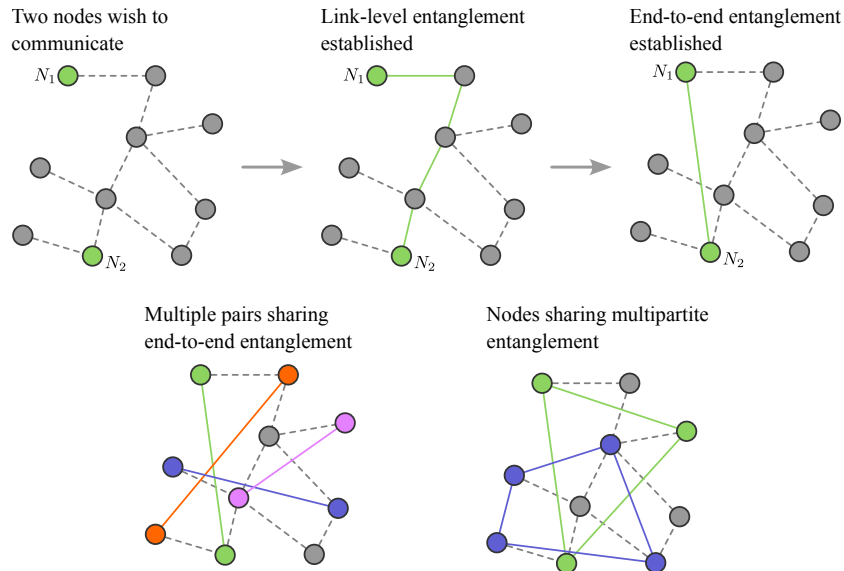 Two nodes wish to
communicate
Link-level entanglement
established
End-to-end entanglement
established
N₁
N₁
N₁
N₂
N₂
N₂
Multiple pairs sharing
end-to-end entanglement
Nodes sharing multipartite
entanglement